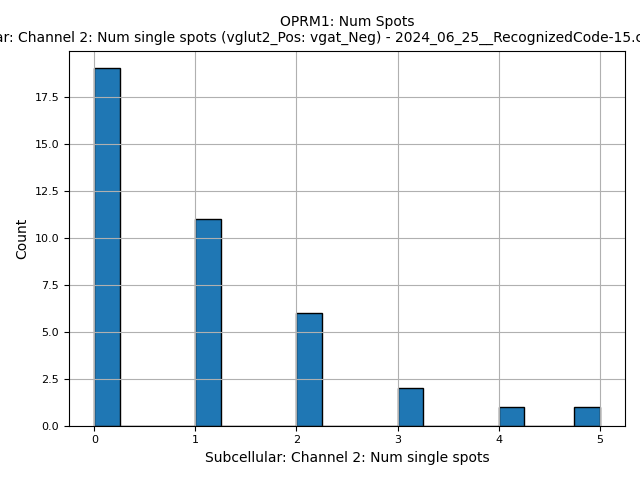 OPRM1: Num Spots
ar: Channel 2: Num single spots (vglut2_Pos: vgat_Neg) - 2024_06_25__RecognizedCode-15.c
17.5
15.0
12.5
10.0
7.5
5.0
2.5
0.0
Count
0 1 2 3 4 5
Subcellular: Channel 2: Num single spots